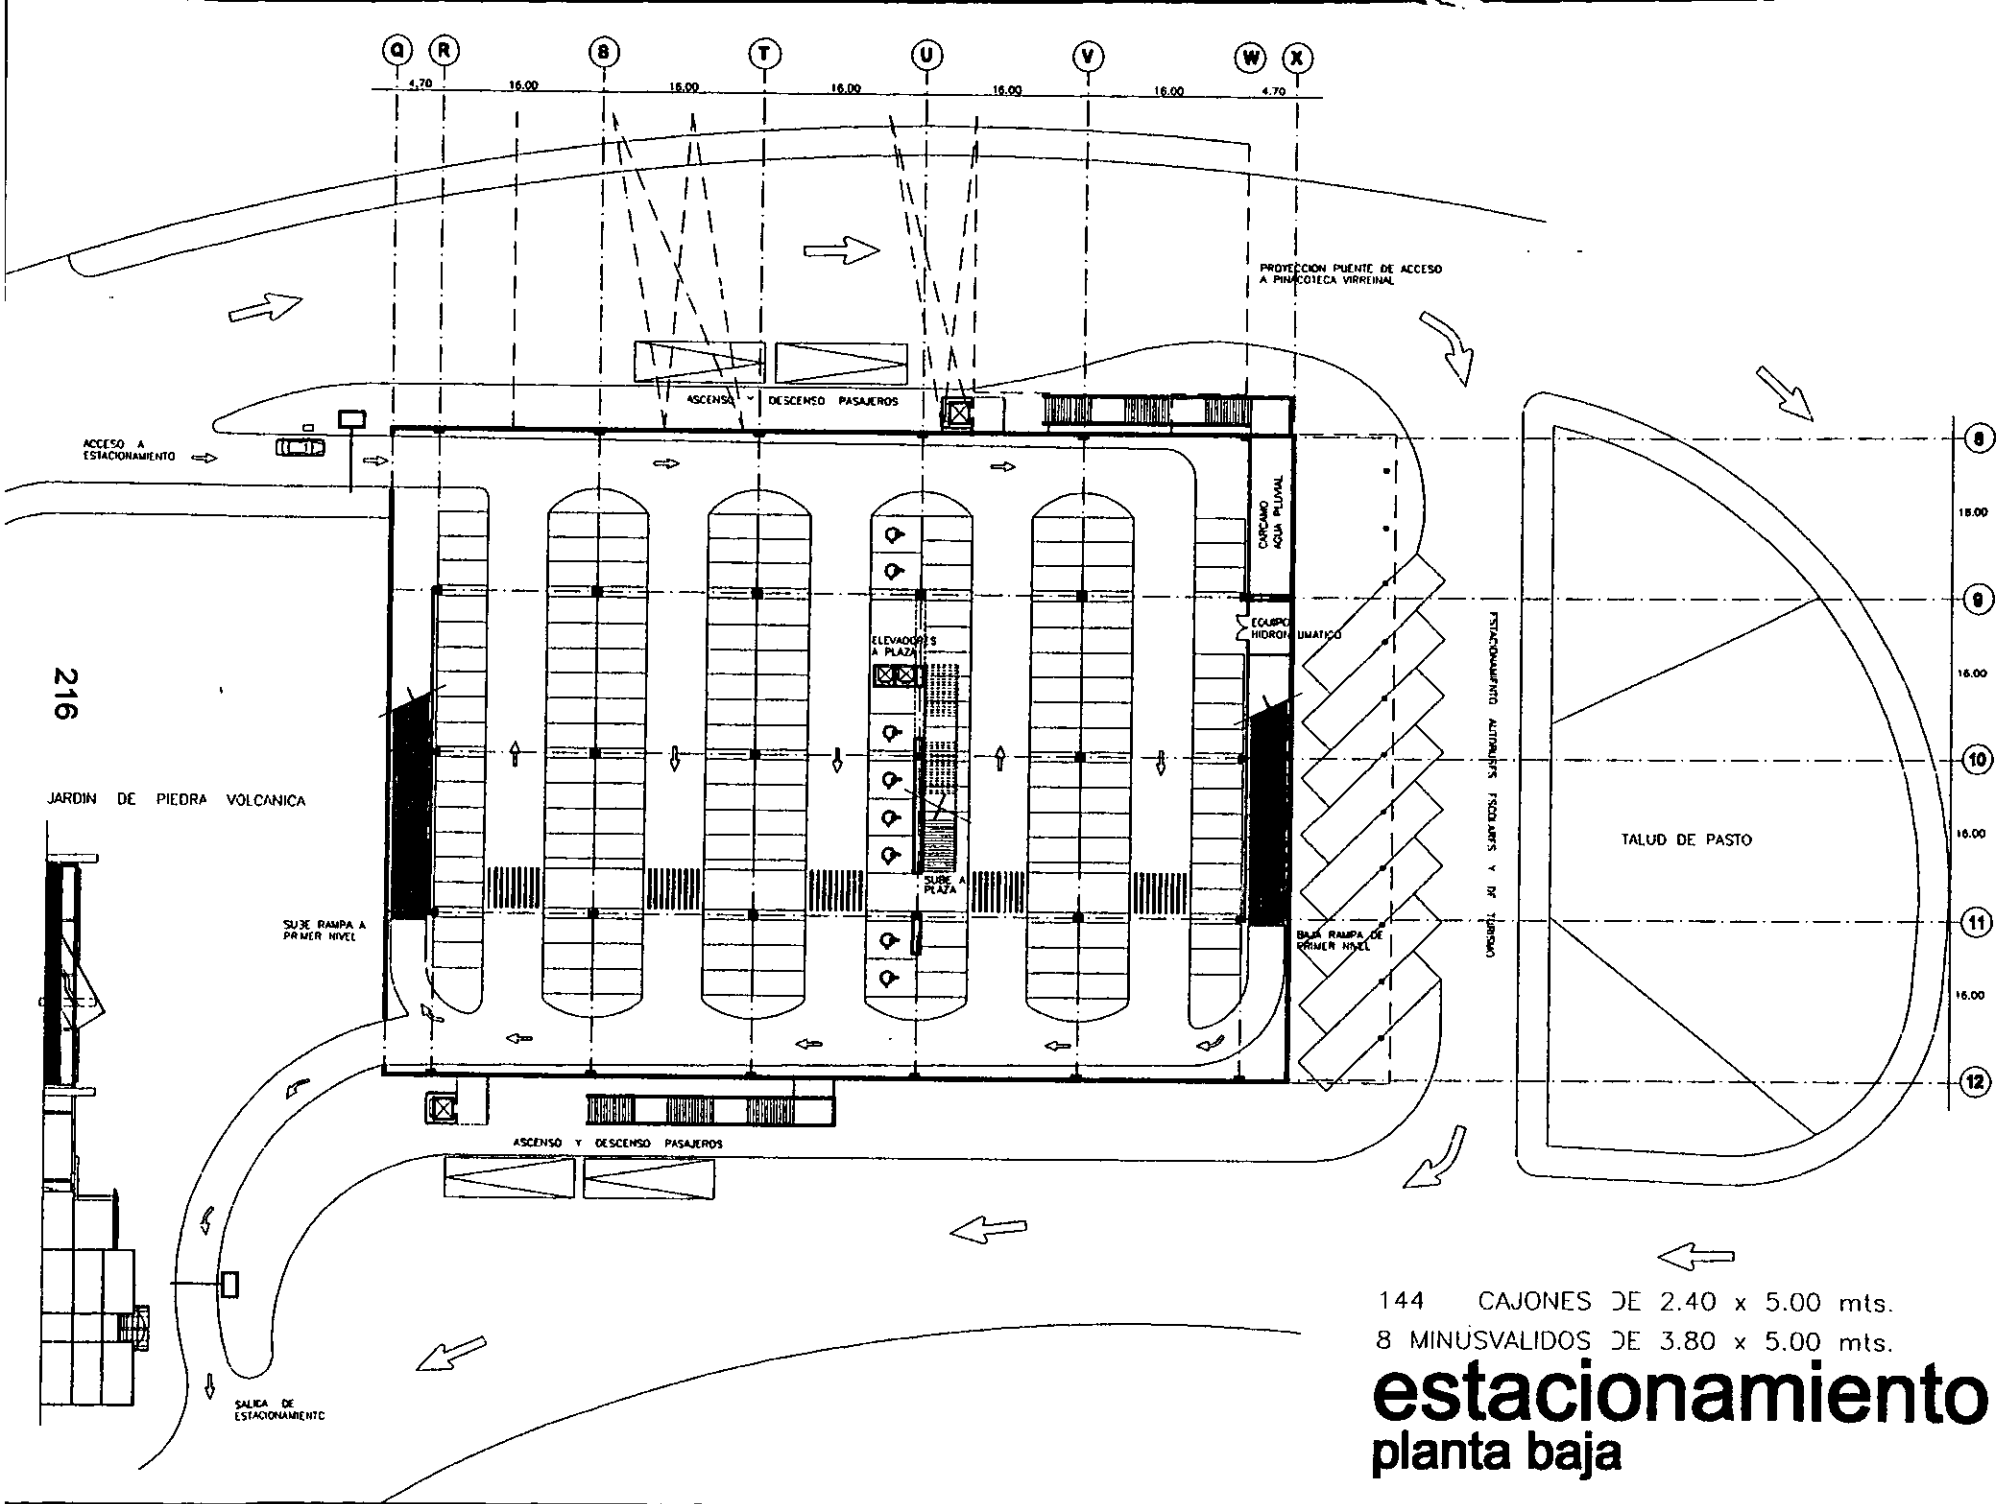 Q R S T U V W X
4.70 16.00 16.00 16.00 16.00 16.00 4.70
PROYECCION PUENTE DE ACCESO
A PINACOTECA VIRREINAL
ASCENSO Y DESCENSO PASAJEROS
ACCESO A
ESTACIONAMIENTO
8
CARCAMO
AGUA PLUVIAL
16.00
9
EQUIPO
HIDRONEUMATICO
ELEVADORES
A PLAZA
ESTACIONAMIENTO AUTOBUSES ESCOLARES Y DE TURISMO
16.00
216
10
JARDIN DE PIEDRA VOLCANICA
TALUD DE PASTO
16.00
SUBE A
PLAZA
SUBE RAMPA A
PRIMER NIVEL
BAJA RAMPA DE
PRIMER NIVEL
11
16.00
12
ASCENSO Y DESCENSO PASAJEROS
SALIDA DE
ESTACIONAMIENTO
144 CAJONES DE 2.40 x 5.00 mts.
8 MINUSVALIDOS DE 3.80 x 5.00 mts.
estacionamiento
planta baja